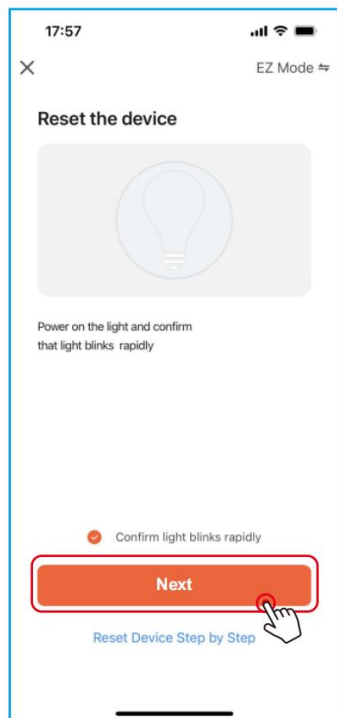 17:57
EZ Mode
Reset the device
Power on the light and confirm
that light blinks rapidly
Confirm light blinks rapidly
Next
Reset Device Step by Step